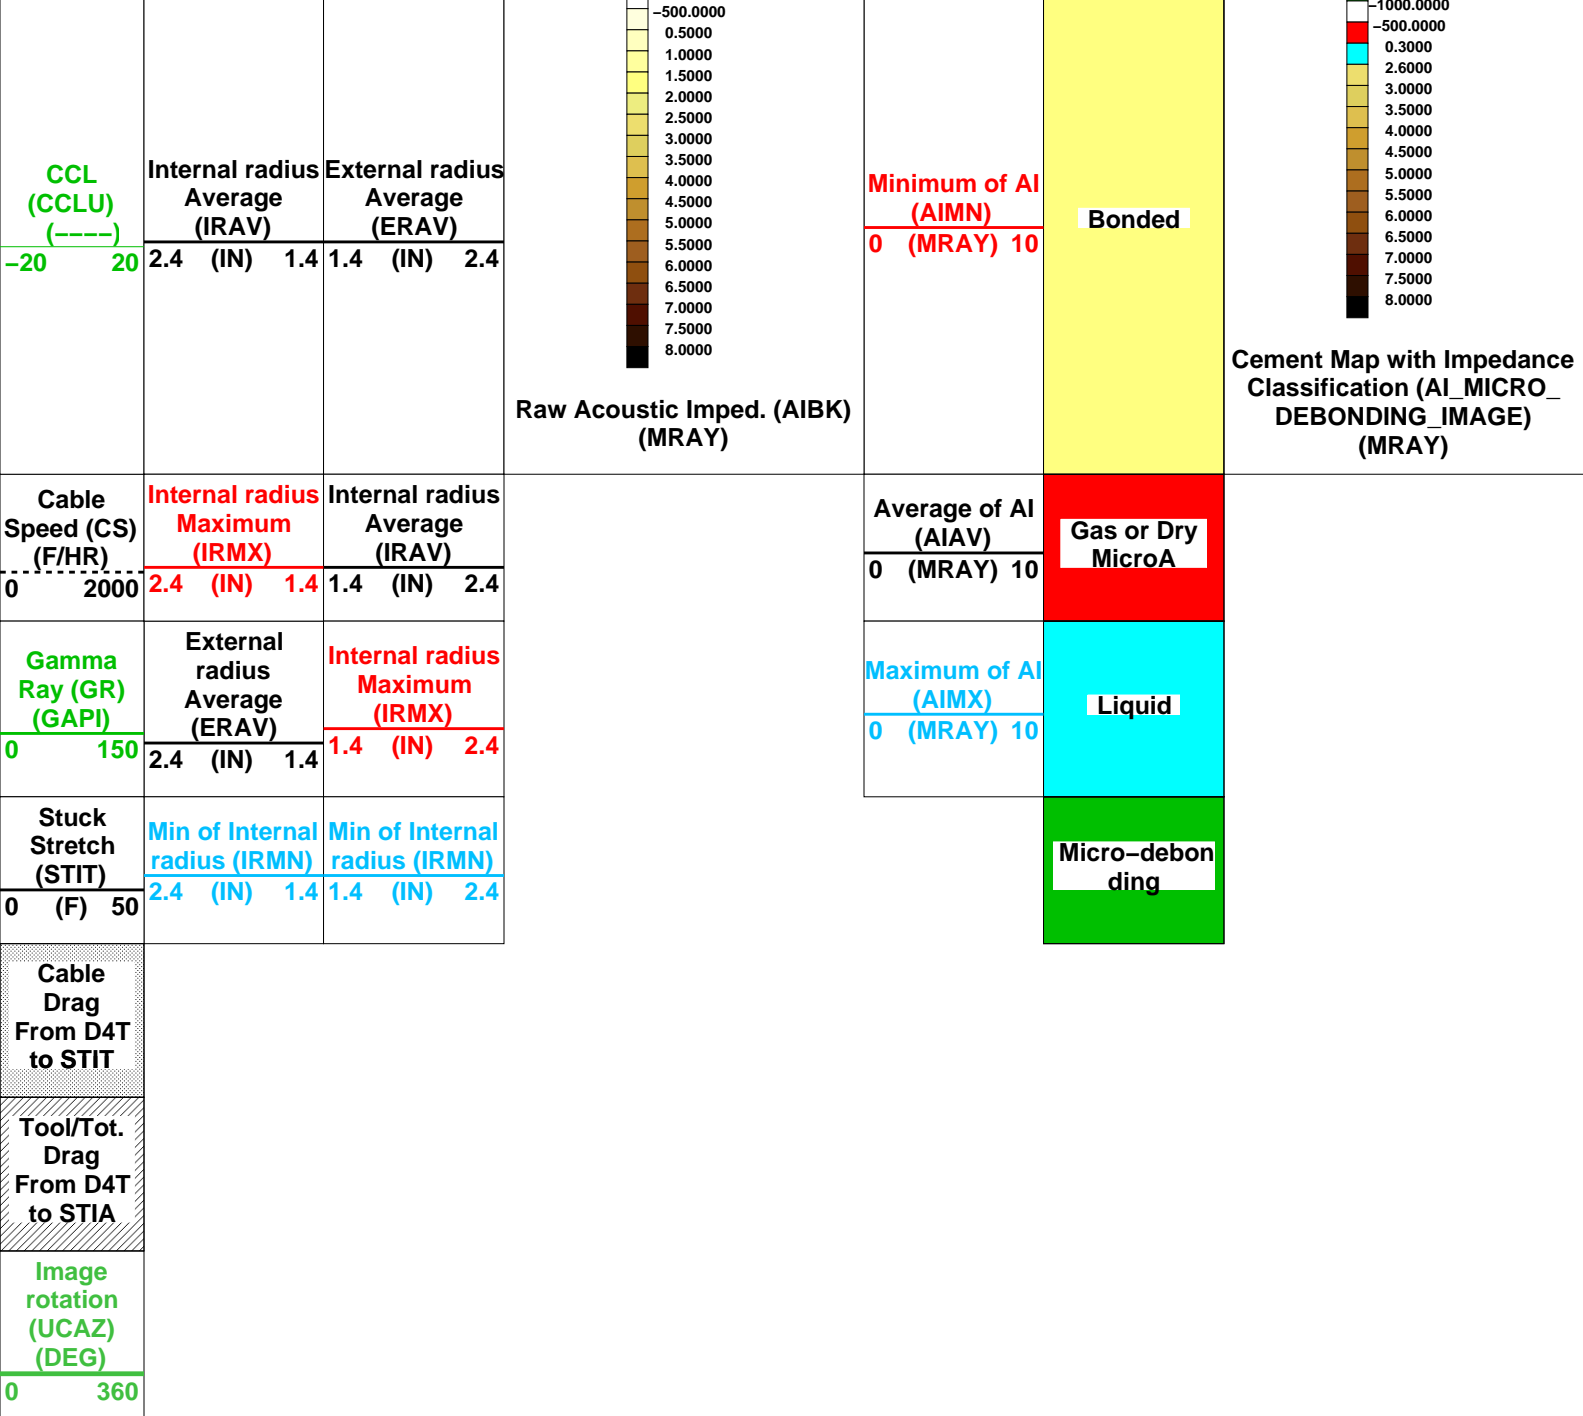 CCL
(CCLU)
(----)
-20 20
Internal radius
Average
(IRAV)
2.4 (IN) 1.4
External radius
Average
(ERAV)
1.4 (IN) 2.4
-500.0000
0.5000
1.0000
1.5000
2.0000
2.5000
3.0000
3.5000
4.0000
4.5000
5.0000
5.5000
6.0000
6.5000
7.0000
7.5000
8.0000
Raw Acoustic Imped. (AIBK)
(MRAY)
Minimum of AI
(AIMN)
0 (MRAY) 10
Bonded
-1000.0000
-500.0000
0.3000
2.6000
3.0000
3.5000
4.0000
4.5000
5.0000
5.5000
6.0000
6.5000
7.0000
7.5000
8.0000
Cement Map with Impedance
Classification (AI_MICRO_
DEBONDING_IMAGE)
(MRAY)
Cable
Speed (CS)
(F/HR)
0 2000
Internal radius
Maximum
(IRMX)
2.4 (IN) 1.4
Internal radius
Average
(IRAV)
1.4 (IN) 2.4
Average of AI
(AIAV)
0 (MRAY) 10
Gas or Dry
MicroA
Gamma
Ray (GR)
(GAPI)
0 150
External
radius
Average
(ERAV)
2.4 (IN) 1.4
Internal radius
Maximum
(IRMX)
1.4 (IN) 2.4
Maximum of AI
(AIMX)
0 (MRAY) 10
Liquid
Stuck
Stretch
(STIT)
0 (F) 50
Min of Internal
radius (IRMN)
2.4 (IN) 1.4
Min of Internal
radius (IRMN)
1.4 (IN) 2.4
Micro-debon
ding
Cable
Drag
From D4T
to STIT
Tool/Tot.
Drag
From D4T
to STIA
Image
rotation
(UCAZ)
(DEG)
0 360